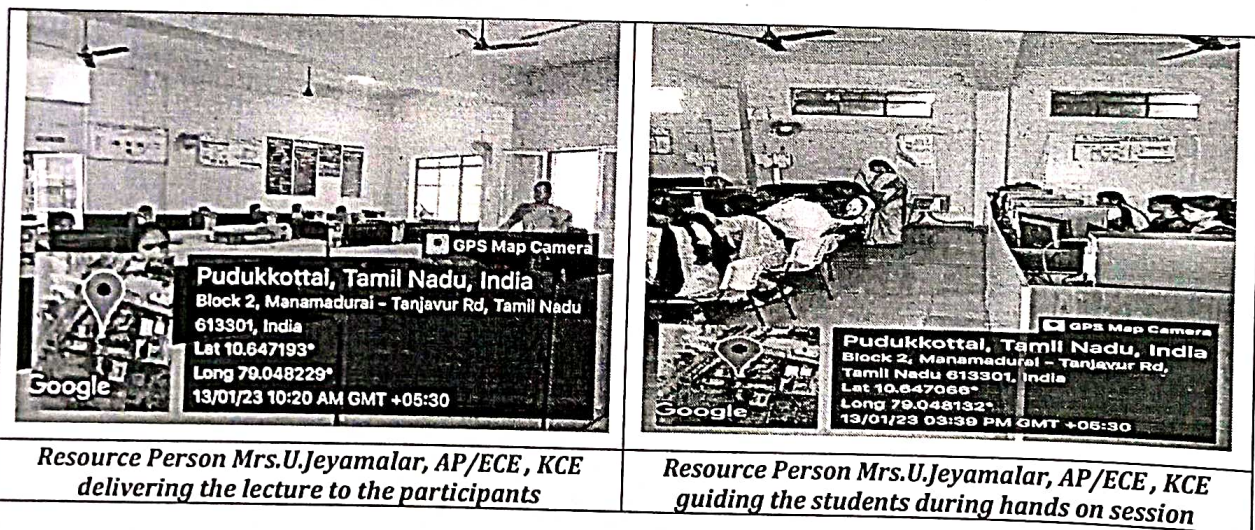 GPS Map Camera
Pudukkottai, Tamil Nadu, India
Block 2, Manamadurai - Tanjavur Rd, Tamil Nadu
613301, India
Lat 10.647193°
Long 79.048229°
13/01/23 10:20 AM GMT +05:30
Google
Resource Person Mrs.U.Jeyamalar, AP/ECE , KCE
delivering the lecture to the participants
GPS Map Camera
Pudukkottai, Tamil Nadu, India
Block 2, Manamadurai - Tanjavur Rd,
Tamil Nadu 613301, India
Lat 10.647066°
Long 79.048132°
13/01/23 03:39 PM GMT +05:30
Google
Resource Person Mrs.U.Jeyamalar, AP/ECE , KCE
guiding the students during hands on session